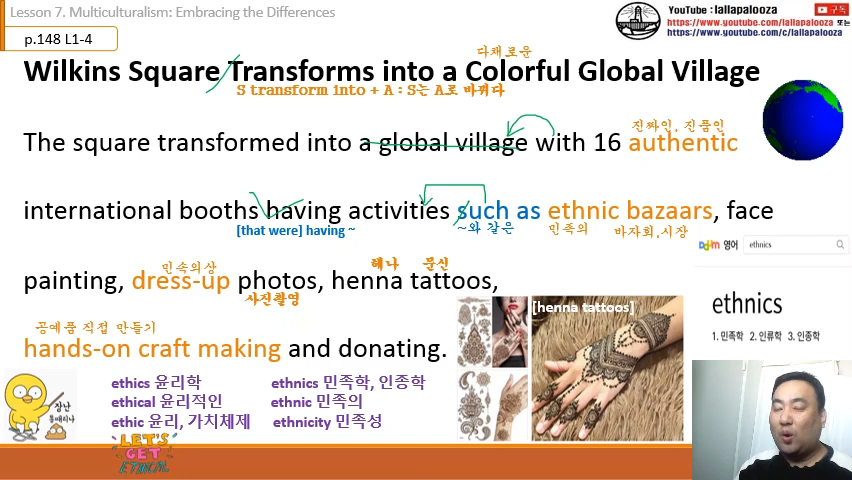 Lesson 7. Multiculturalism: Embracing the Differences
YouTube : @lallapalooza 구독
https://www.youtube.com/lallapalooza 또는
https://www.youtube.com/c/lallapalooza
p.148 L1-4
다채로운
Wilkins Square Transforms into a Colorful Global Village
S transform into + A : S는 A로 바뀌다
진짜인, 진품인
The square transformed into a global village with 16 authentic
international booths having activities such as ethnic bazaars, face
[that were] having ~
~와 같은
민족의
바자회,시장
민속의상
헤나
문신
painting, dress-up photos, henna tattoos,
사진촬영
공예품 직접 만들기
hands-on craft making and donating.
영어
ethnics
ethnics
1. 민족학 2. 인류학 3. 인종학
[henna tattoos]
장난
ethics 윤리학
ethnics 민족학, 인종학
ethical 윤리적인
ethnic 민족의
ethic 윤리, 가치체제
ethnicity 민족성
LET'S
GET
ETHICAL